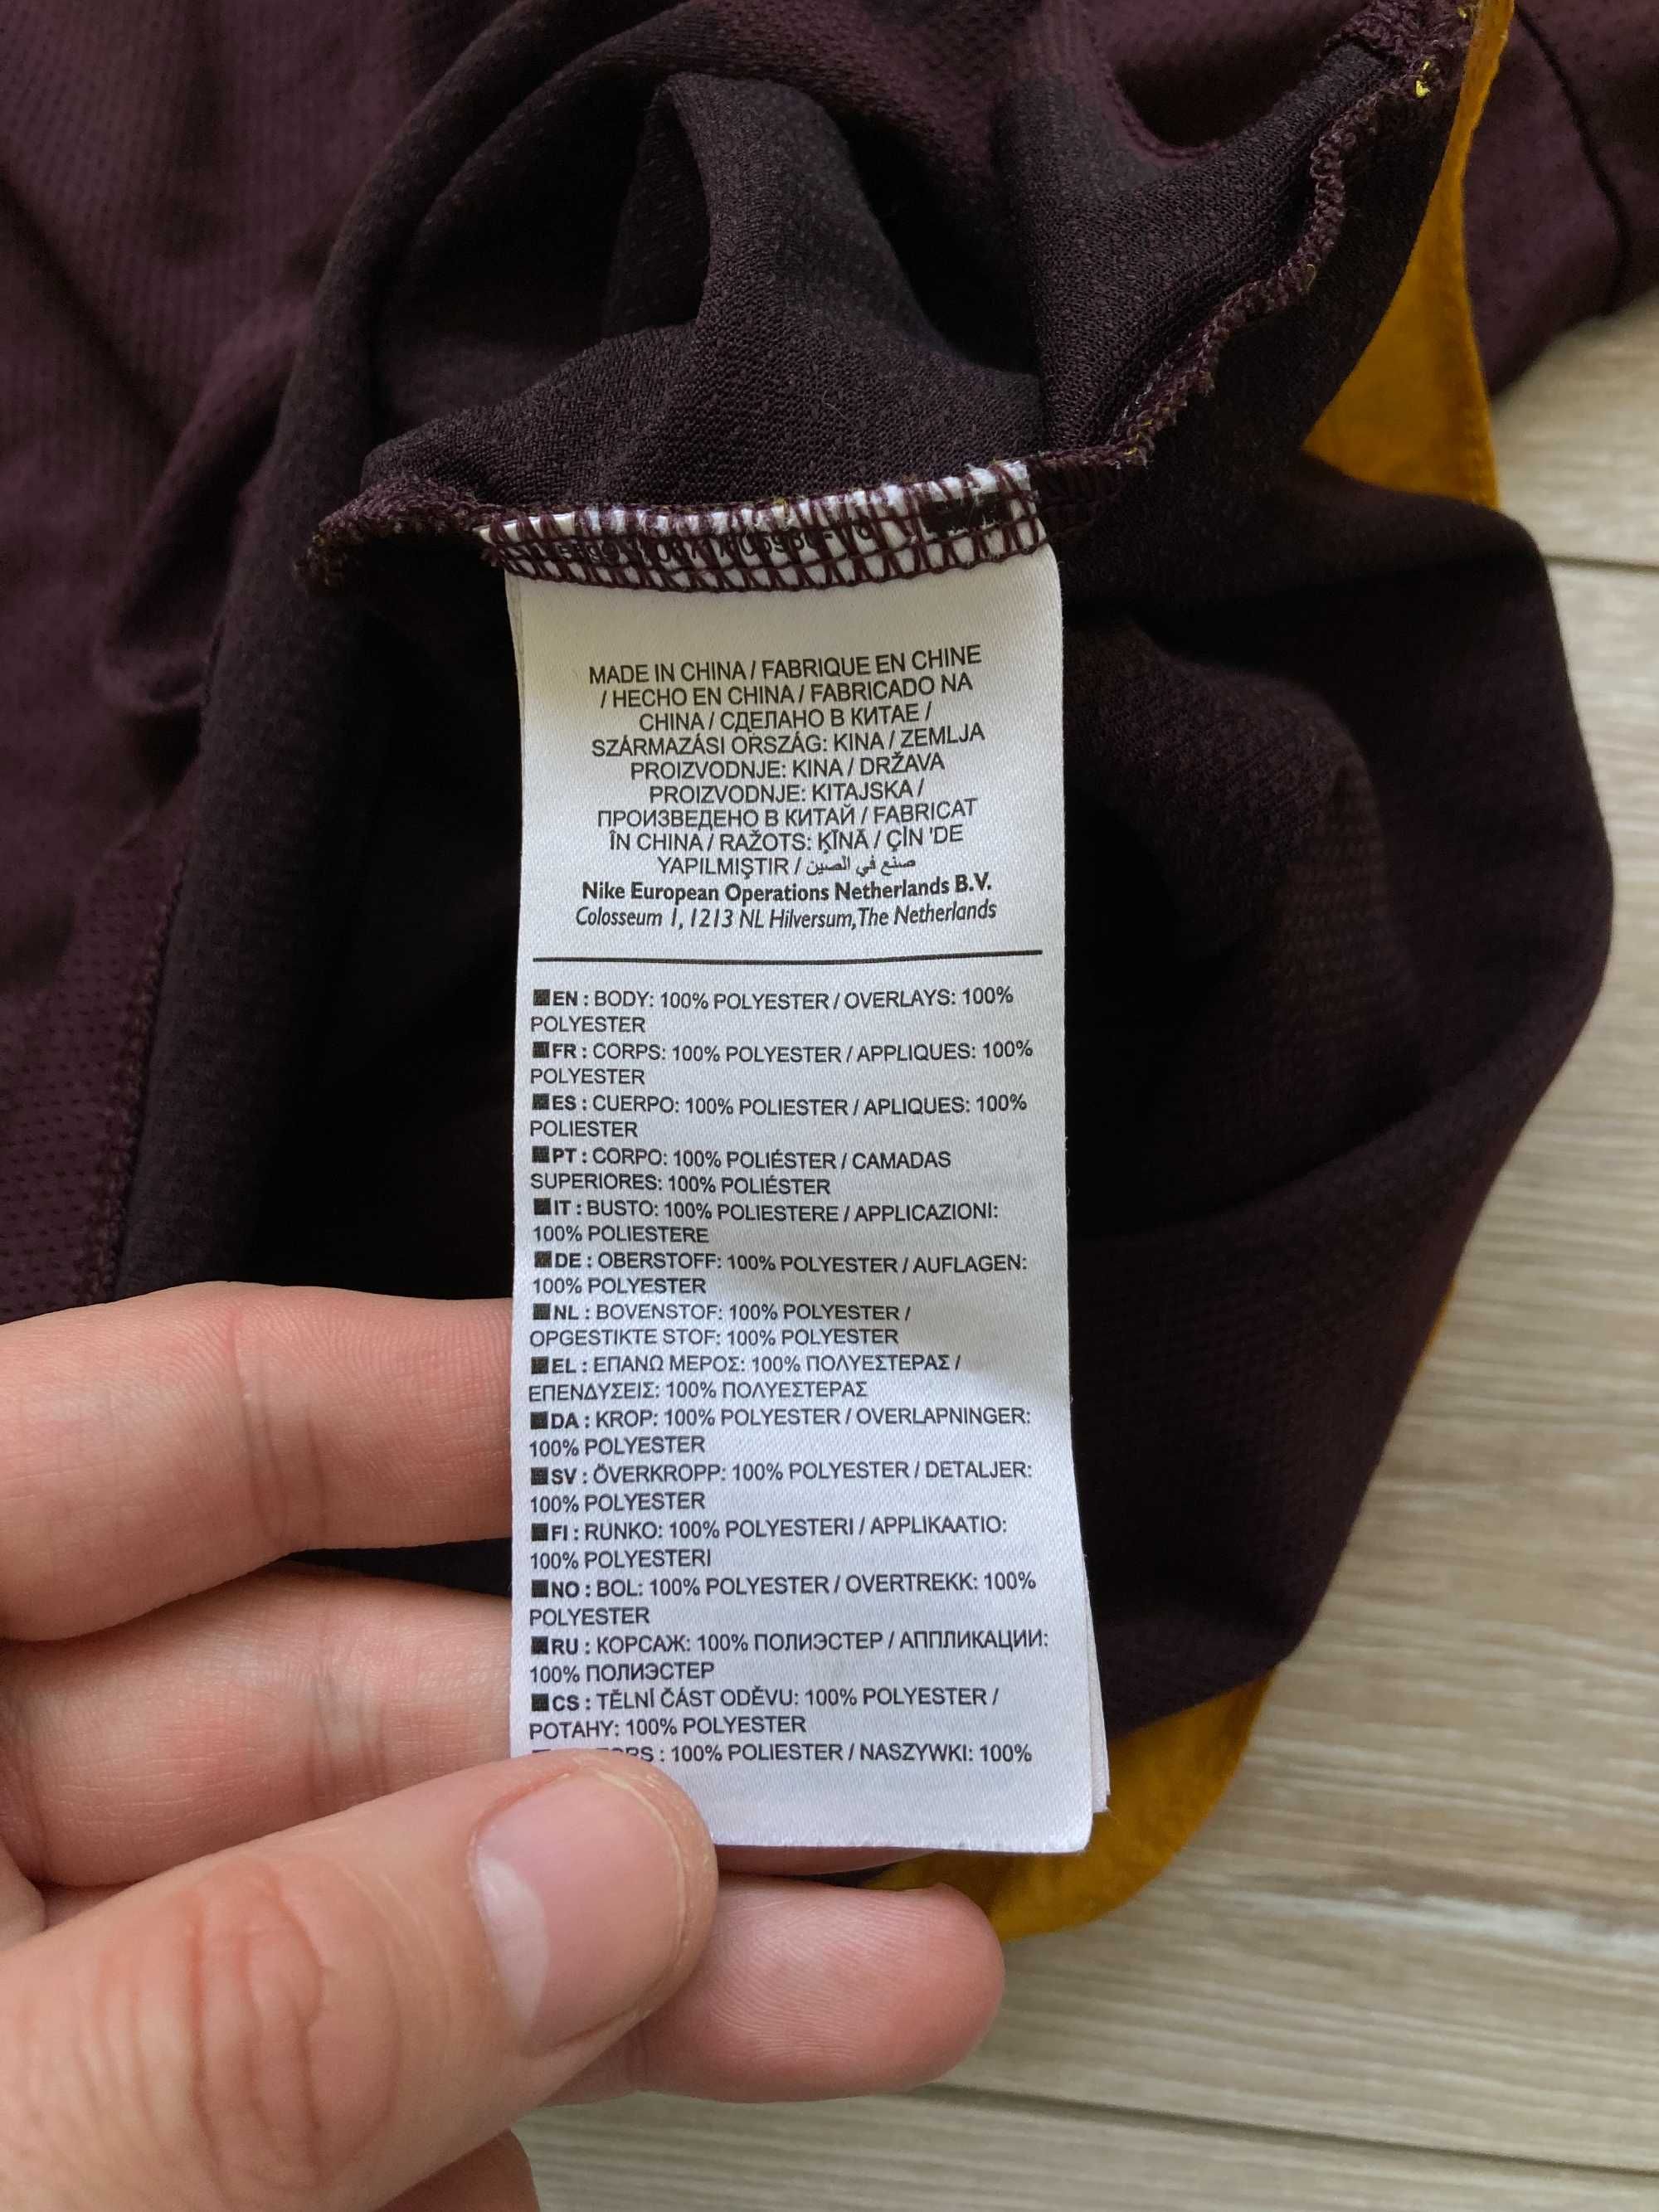 MADE IN CHINA / FABRIQUE EN CHINE
/ HECHO EN CHINA / FABRICADO NA
CHINA / СДЕЛАНО В КИТАЕ /
SZÁRMAZÁSI ORSZÁG: KINA / ZEMLJA
PROIZVODNJE: KINA / DRŽAVA
PROIZVODNJE: KITAJSKA /
ПРОИЗВЕДЕНО В КИТАЙ / FABRICAT
ÎN CHINA / RAŽOTS: ĶĪNĀ / ÇİN 'DE
YAPILMIŞTIR / صنع في الصين
Nike European Operations Netherlands B.V.
Colosseum 1, 1213 NL Hilversum, The Netherlands
EN : BODY: 100% POLYESTER / OVERLAYS: 100%
POLYESTER
FR : CORPS: 100% POLYESTER / APPLIQUES: 100%
POLYESTER
ES : CUERPO: 100% POLIESTER / APLIQUES: 100%
POLIESTER
PT : CORPO: 100% POLIÉSTER / CAMADAS
SUPERIORES: 100% POLIÉSTER
IT : BUSTO: 100% POLIESTERE / APPLICAZIONI:
100% POLIESTERE
DE : OBERSTOFF: 100% POLYESTER / AUFLAGEN:
100% POLYESTER
NL : BOVENSTOF: 100% POLYESTER /
OPGESTIKTE STOF: 100% POLYESTER
EL : ΕΠΑΝΩ ΜΕΡΟΣ: 100% ΠΟΛΥΕΣΤΕΡΑΣ /
ΕΠΕΝΔΥΣΕΙΣ: 100% ΠΟΛΥΕΣΤΕΡΑΣ
DA : KROP: 100% POLYESTER / OVERLAPNINGER:
100% POLYESTER
SV : ÖVERKROPP: 100% POLYESTER / DETALJER:
100% POLYESTER
FI : RUNKO: 100% POLYESTERI / APPLIKAATIO:
100% POLYESTERI
NO : BOL: 100% POLYESTER / OVERTREKK: 100%
POLYESTER
RU : КОРСАЖ: 100% ПОЛИЭСТЕР / АППЛИКАЦИИ:
100% ПОЛИЭСТЕР
CS : TĚLNÍ ČÁST ODĚVU: 100% POLYESTER /
POTAHY: 100% POLYESTER
: 100% POLIESTER / NASZYWKI: 100%